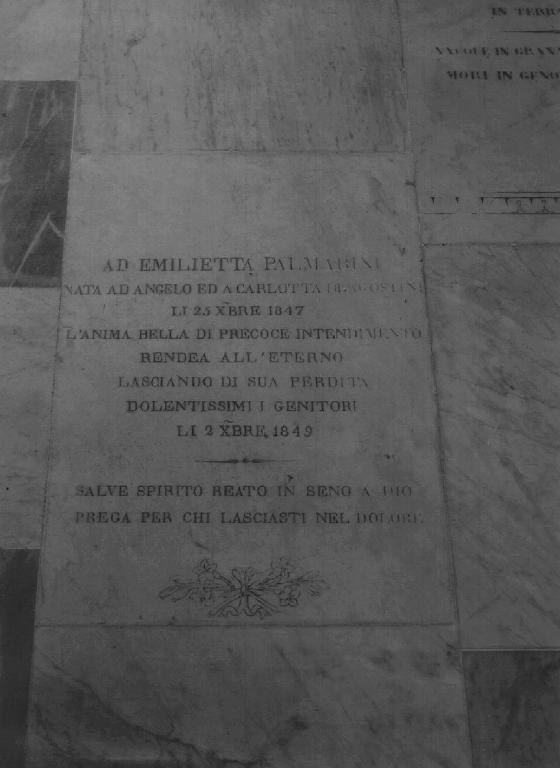 IN TERR
NACQUE IN GRAN
MORI IN GENO
AD EMILIETTA PALMARINI
NATA AD ANGELO ED A CARLOTTA DE AGOSTINI
LI 25 XBRE 1847
L'ANIMA BELLA DI PRECOCE INTENDIMENTO
RENDEA ALL'ETERNO
LASCIANDO DI SUA PERDITA
DOLENTISSIMI I GENITORI
LI 2 XBRE 1849
SALVE SPIRITO BEATO IN SENO A DIO
PREGA PER CHI LASCIASTI NEL DOLORE